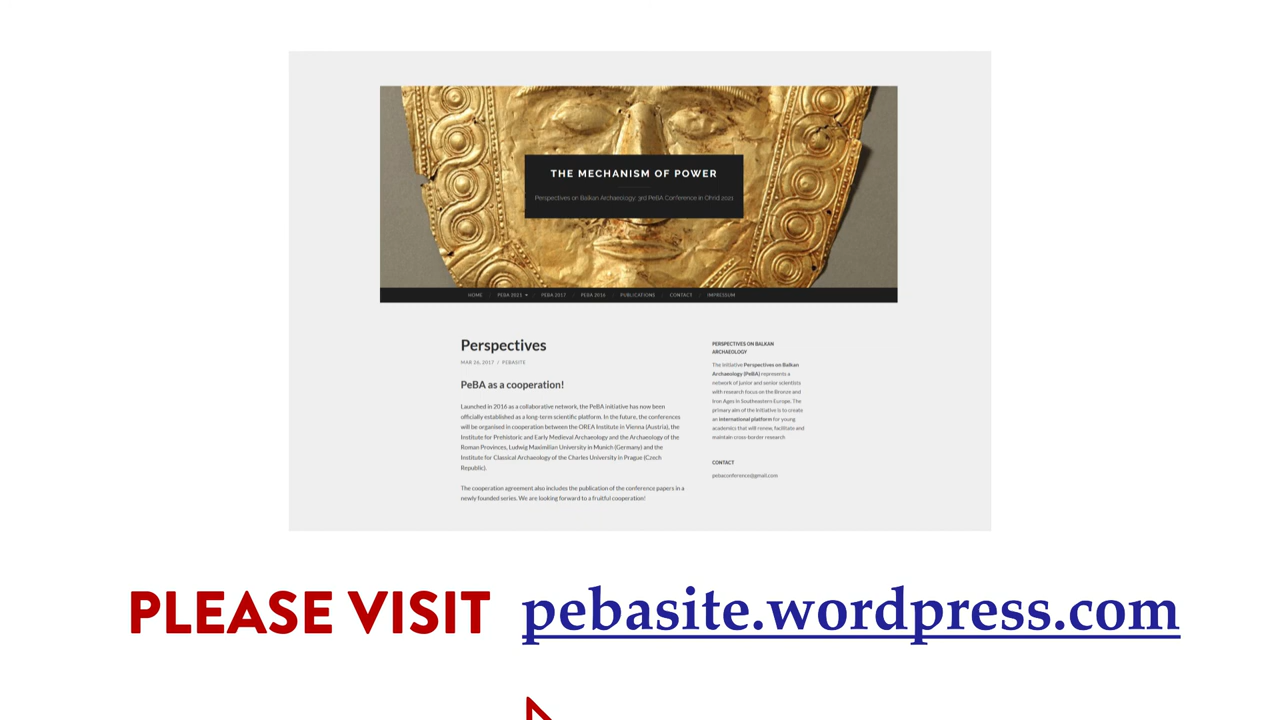 THE MECHANISM OF POWER
Perspectives on Balkan Archaeology: 3rd PeBA Conference in Ohrid 2021
HOME PEBA 2021 PEBA 2017 PEBA 2016 PUBLICATIONS CONTACT IMPRESSUM
Perspectives
MAR 26, 2017 / PEBASITE
PeBA as a cooperation!
Launched in 2016 as a collaborative network, the PeBA initiative has now been
officially established as a long-term scientific platform. In the future, the conferences
will be organised in cooperation between the OREA Institute in Vienna (Austria), the
Institute for Prehistoric and Early Medieval Archaeology and the Archaeology of the
Roman Provinces, Ludwig Maximilian University in Munich (Germany) and the
Institute for Classical Archaeology of the Charles University in Prague (Czech
Republic).
The cooperation agreement also includes the publication of the conference papers in a
newly founded series. We are looking forward to a fruitful cooperation!
PERSPECTIVES ON BALKAN
ARCHAEOLOGY
The initiative Perspectives on Balkan
Archaeology (PeBA) represents a
network of junior and senior scientists
with research focus on the Bronze and
Iron Ages in Southeastern Europe. The
primary aim of the initiative is to create
an international platform for young
academics that will renew, facilitate and
maintain cross-border research
CONTACT
pebaconference@gmail.com
PLEASE VISIT pebasite.wordpress.com